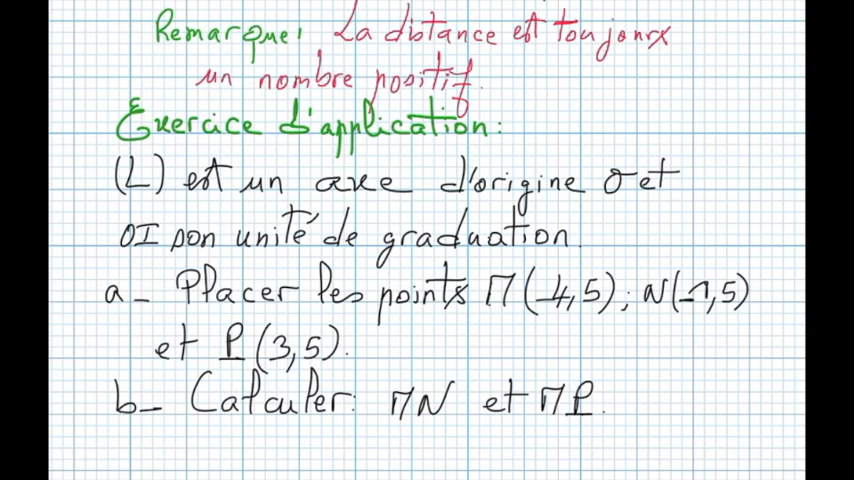 Remarque: La distance est toujours
un nombre positif.
Exercice d'application:
(L) est un axe d'origine O et
OI son unité de graduation.
a - Placer les points M(-4,5); N(-1,5)
et P(3,5).
b- Calculer: MN et MP.